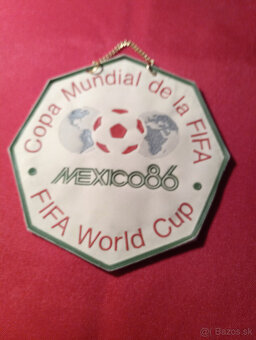 Copa Mundial de la FIFA
MEXICO86
FIFA World Cup
Bazos.sk